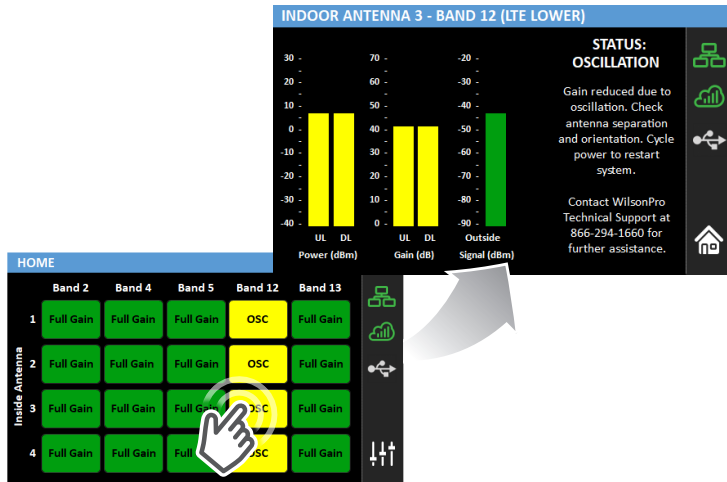 INDOOR ANTENNA 3 - BAND 12 (LTE LOWER)
30 - 70 - -20 -
20 - 60 - -30 -
10 - 50 - -40 -
0 - 40 - -50 -
-10 - 30 - -60 -
-20 - 20 - -70 -
-30 - 10 - -80 -
-40 - 0 - -90 -
UL DL UL DL Outside
Power (dBm) Gain (dB) Signal (dBm)
STATUS:
OSCILLATION
Gain reduced due to
oscillation. Check
antenna separation
and orientation. Cycle
power to restart
system.
Contact WilsonPro
Technical Support at
866-294-1660 for
further assistance.
HOME
Band 2 Band 4 Band 5 Band 12 Band 13
Inside Antenna
1 Full Gain Full Gain Full Gain OSC Full Gain
2 Full Gain Full Gain Full Gain OSC Full Gain
3 Full Gain Full Gain Full Gain OSC Full Gain
4 Full Gain Full Gain Full OSC Full Gain